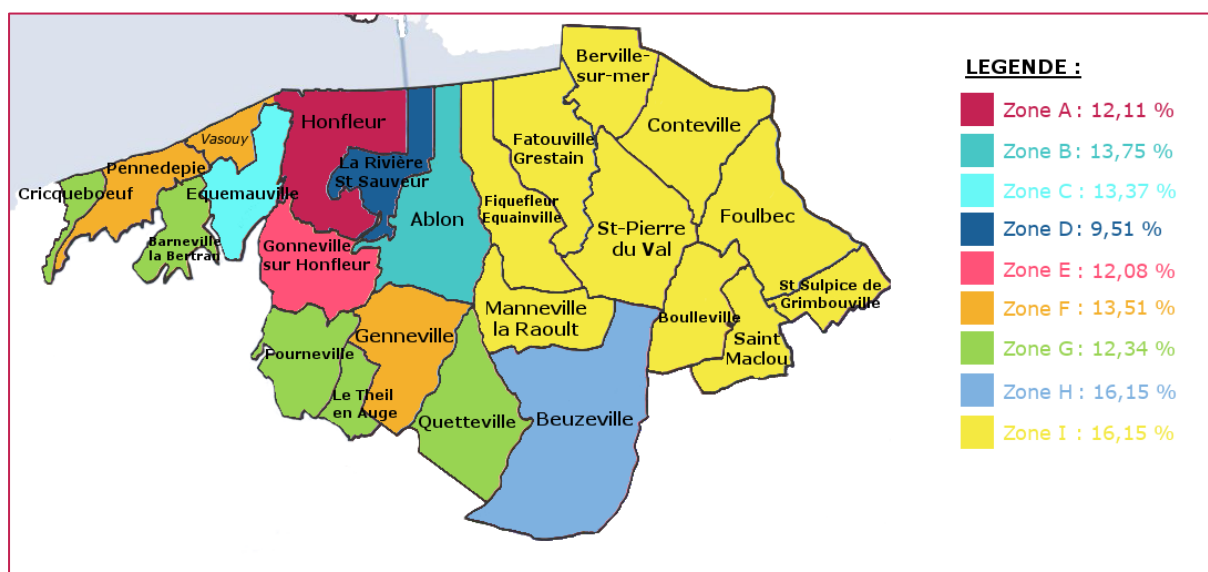 Berville-
sur-mer
Honfleur
Conteville
Vasouy
Fatouville
Grestain
Pennedepie
La Rivière
St Sauveur
Cricqueboeuf
Equemauville
Fiquefleur
Equainville
Foulbec
Ablon
St-Pierre
du Val
Barneville
la Bertran
Gonneville
sur Honfleur
St Sulpice de
Grimbouville
Manneville
la Raoult
Boulleville
Genneville
Saint
Maclou
Fourneville
Le Theil
en Auge
Quetteville
Beuzeville
LEGENDE :
Zone A : 12,11 %
Zone B : 13,75 %
Zone C : 13,37 %
Zone D : 9,51 %
Zone E : 12,08 %
Zone F : 13,51 %
Zone G : 12,34 %
Zone H : 16,15 %
Zone I : 16,15 %